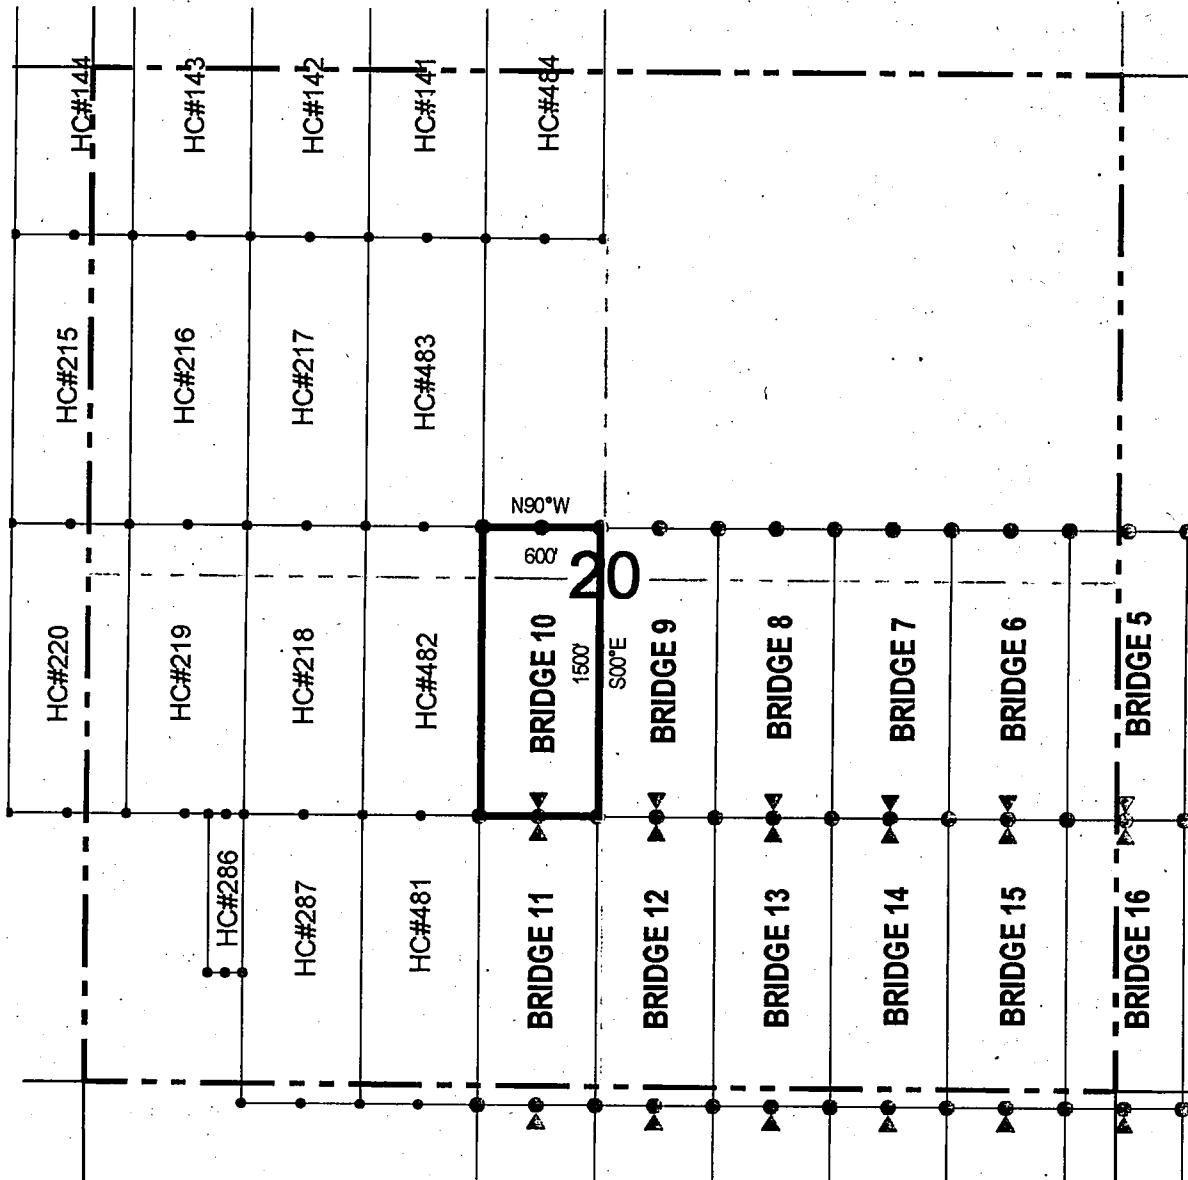 HC#144
HC#143
HC#142
HC#141
HC#484
HC#215
HC#216
HC#217
HC#483
N90°W
600'
20
HC#220
HC#219
HC#218
HC#482
BRIDGE 10
1500'
S00°E
BRIDGE 9
BRIDGE 8
BRIDGE 7
BRIDGE 6
BRIDGE 5
HC#286
HC#287
HC#481
BRIDGE 11
BRIDGE 12
BRIDGE 13
BRIDGE 14
BRIDGE 15
BRIDGE 16